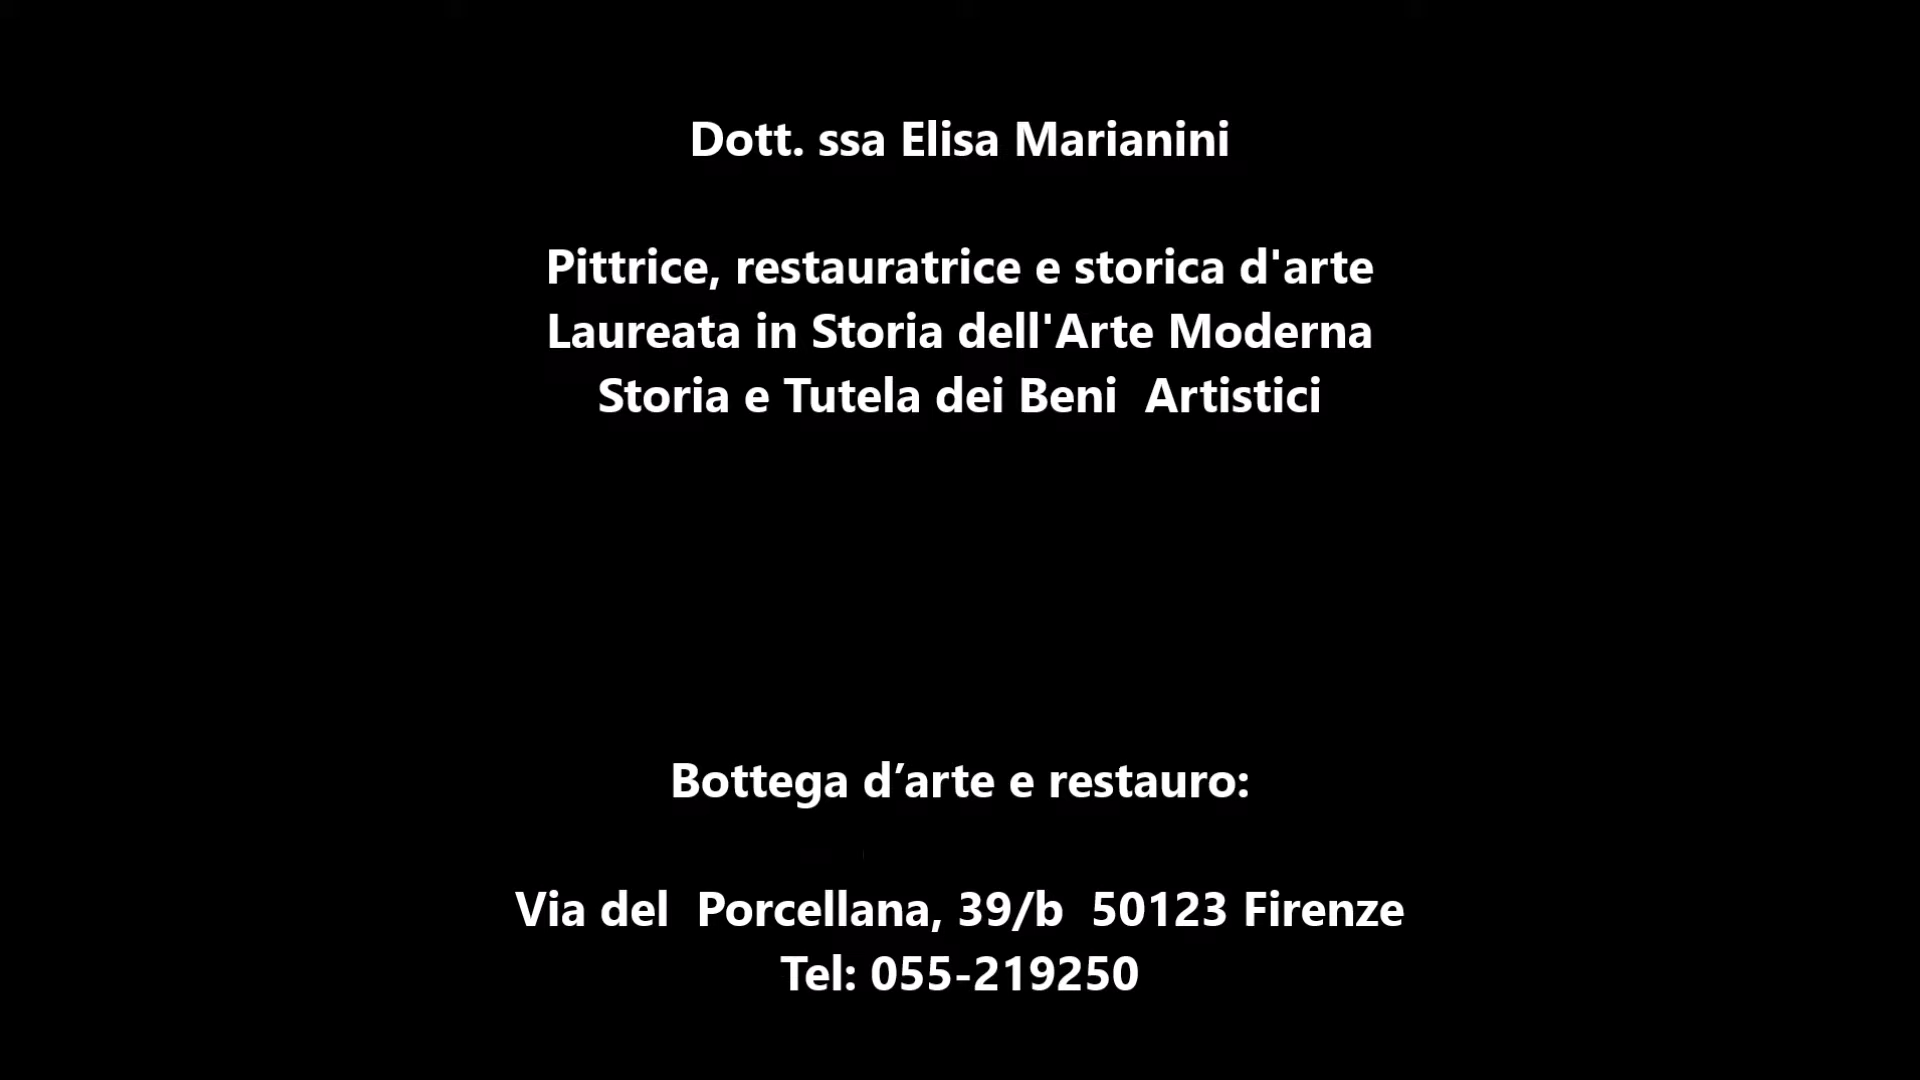 Dott. ssa Elisa Marianini
Pittrice, restauratrice e storica d'arte
Laureata in Storia dell'Arte Moderna
Storia e Tutela dei Beni  Artistici
Bottega d’arte e restauro:
Via del  Porcellana, 39/b  50123 Firenze
Tel: 055-219250